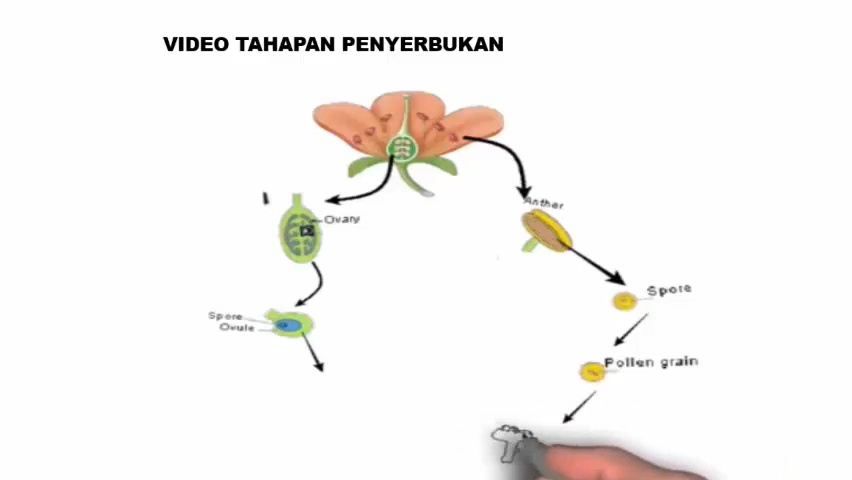 VIDEO TAHAPAN PENYERBUKAN
Anther
Ovary
Spore
Spore
Ovule
Pollen grain